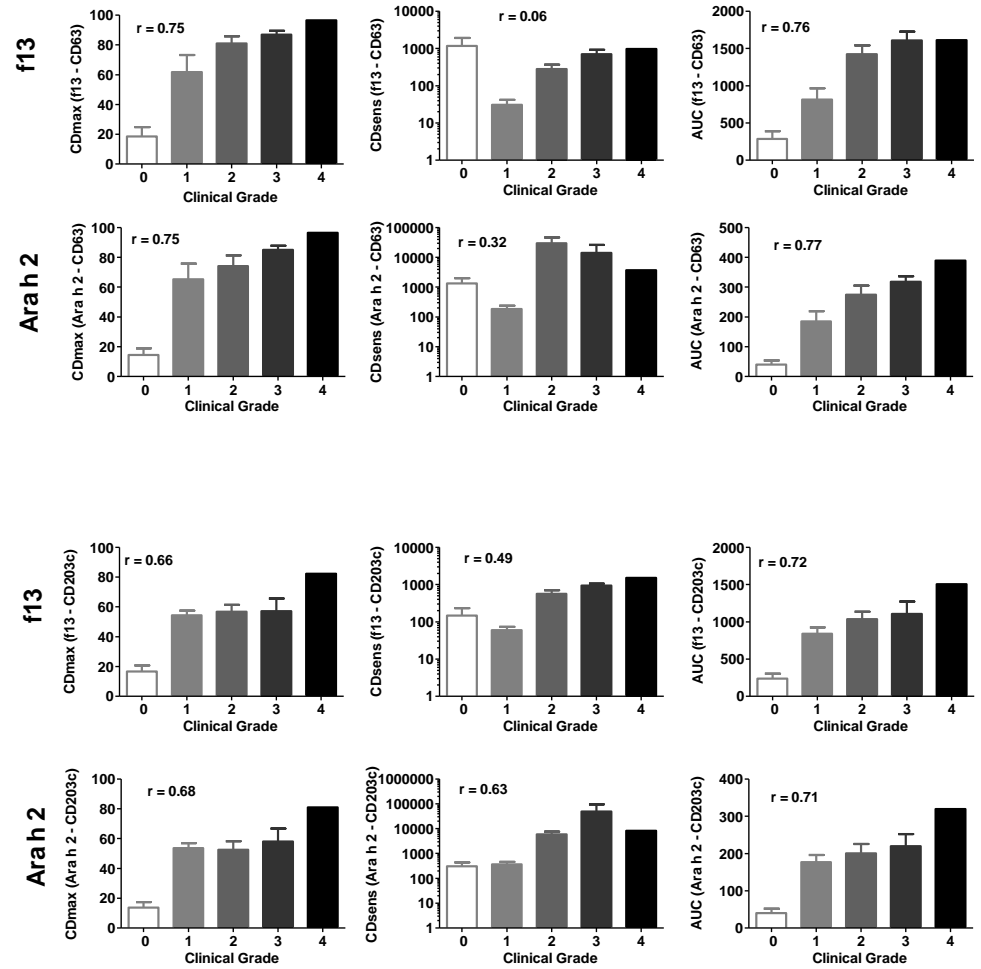 f13
CDmax (f13 - CD63)
r = 0.75
100
80
60
40
20
0
0 1 2 3 4
Clinical Grade
CDsens (f13 - CD63)
r = 0.06
10000
1000
100
10
1
0 1 2 3 4
Clinical Grade
AUC (f13 - CD63)
r = 0.76
2000
1500
1000
500
0
0 1 2 3 4
Clinical Grade
Ara h 2
CDmax (Ara h 2 - CD63)
r = 0.75
100
80
60
40
20
0
0 1 2 3 4
Clinical Grade
CDsens (Ara h 2 - CD63)
r = 0.32
100000
10000
1000
100
10
1
0 1 2 3 4
Clinical Grade
AUC (Ara h 2 - CD63)
r = 0.77
500
400
300
200
100
0
0 1 2 3 4
Clinical Grade
f13
CDmax (f13 - CD203c)
r = 0.66
100
80
60
40
20
0
0 1 2 3 4
Clinical Grade
CDsens (f13 - CD203c)
r = 0.49
10000
1000
100
10
1
0 1 2 3 4
Clinical Grade
AUC (f13 - CD203c)
r = 0.72
2000
1500
1000
500
0
0 1 2 3 4
Clinical Grade
Ara h 2
CDmax (Ara h 2 - CD203c)
r = 0.68
100
80
60
40
20
0
0 1 2 3 4
Clinical Grade
CDsens (Ara h 2 - CD203c)
r = 0.63
1000000
100000
10000
1000
100
10
1
0 1 2 3 4
Clinical Grade
AUC (Ara h 2 - CD203c)
r = 0.71
400
300
200
100
0
0 1 2 3 4
Clinical Grade